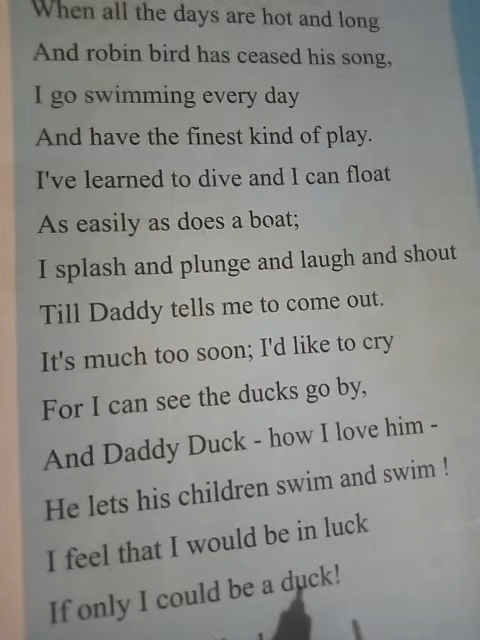 When all the days are hot and long
And robin bird has ceased his song,
I go swimming every day
And have the finest kind of play.
I've learned to dive and I can float
As easily as does a boat;
I splash and plunge and laugh and shout
Till Daddy tells me to come out.
It's much too soon; I'd like to cry
For I can see the ducks go by,
And Daddy Duck - how I love him -
He lets his children swim and swim !
I feel that I would be in luck
If only I could be a duck!